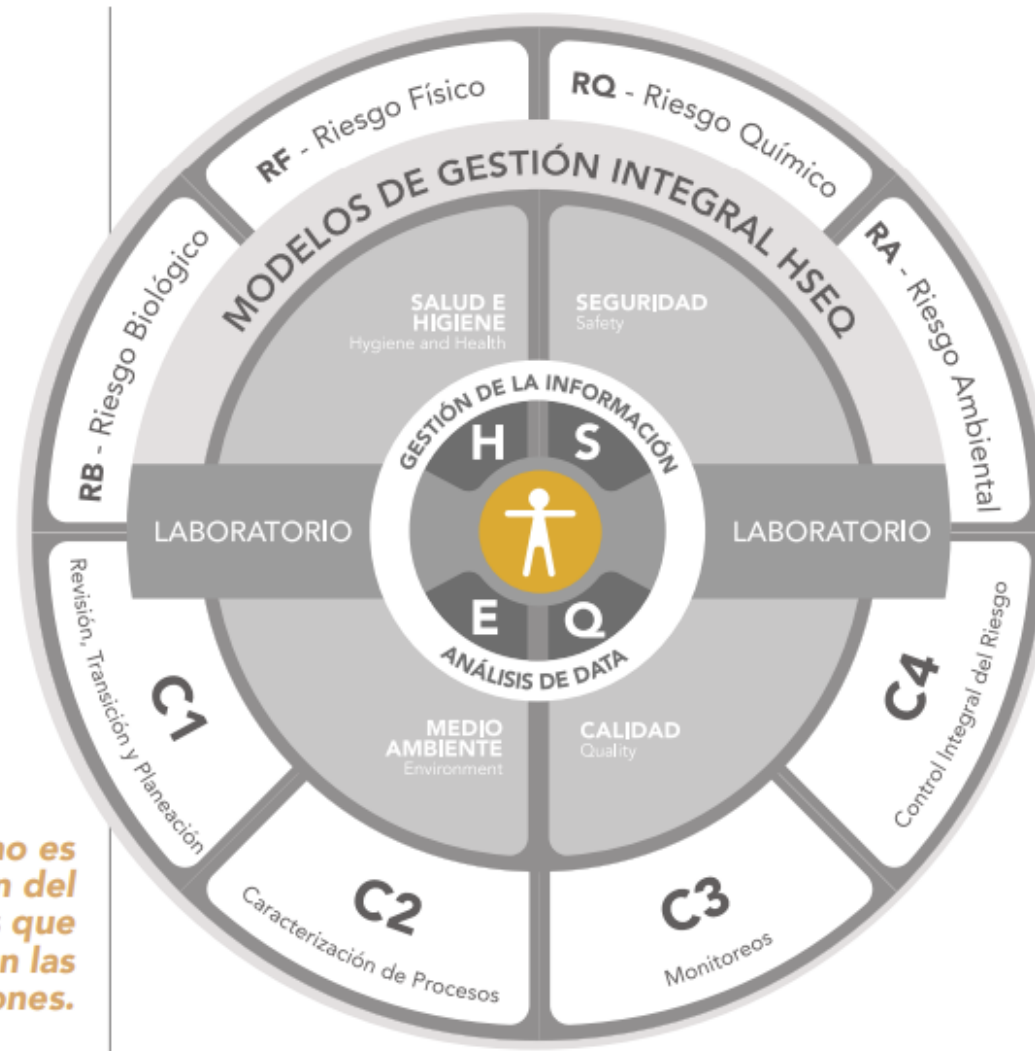 RF - Riesgo Físico
RQ - Riesgo Químico
RB - Riesgo Biológico
RA - Riesgo Ambiental
MODELOS DE GESTIÓN INTEGRAL HSEQ
SALUD E
HIGIENE
Hygiene and Health
SEGURIDAD
Safety
GESTIÓN DE LA INFORMACIÓN
H
S
LABORATORIO
LABORATORIO
E
Q
ANÁLISIS DE DATA
MEDIO
AMBIENTE
Environment
CALIDAD
Quality
C1
Revisión, Transición y Planeación
C2
Caracterización de Procesos
C3
Monitoreos
C4
Control Integral del Riesgo
no es
del
que
n las
ones.